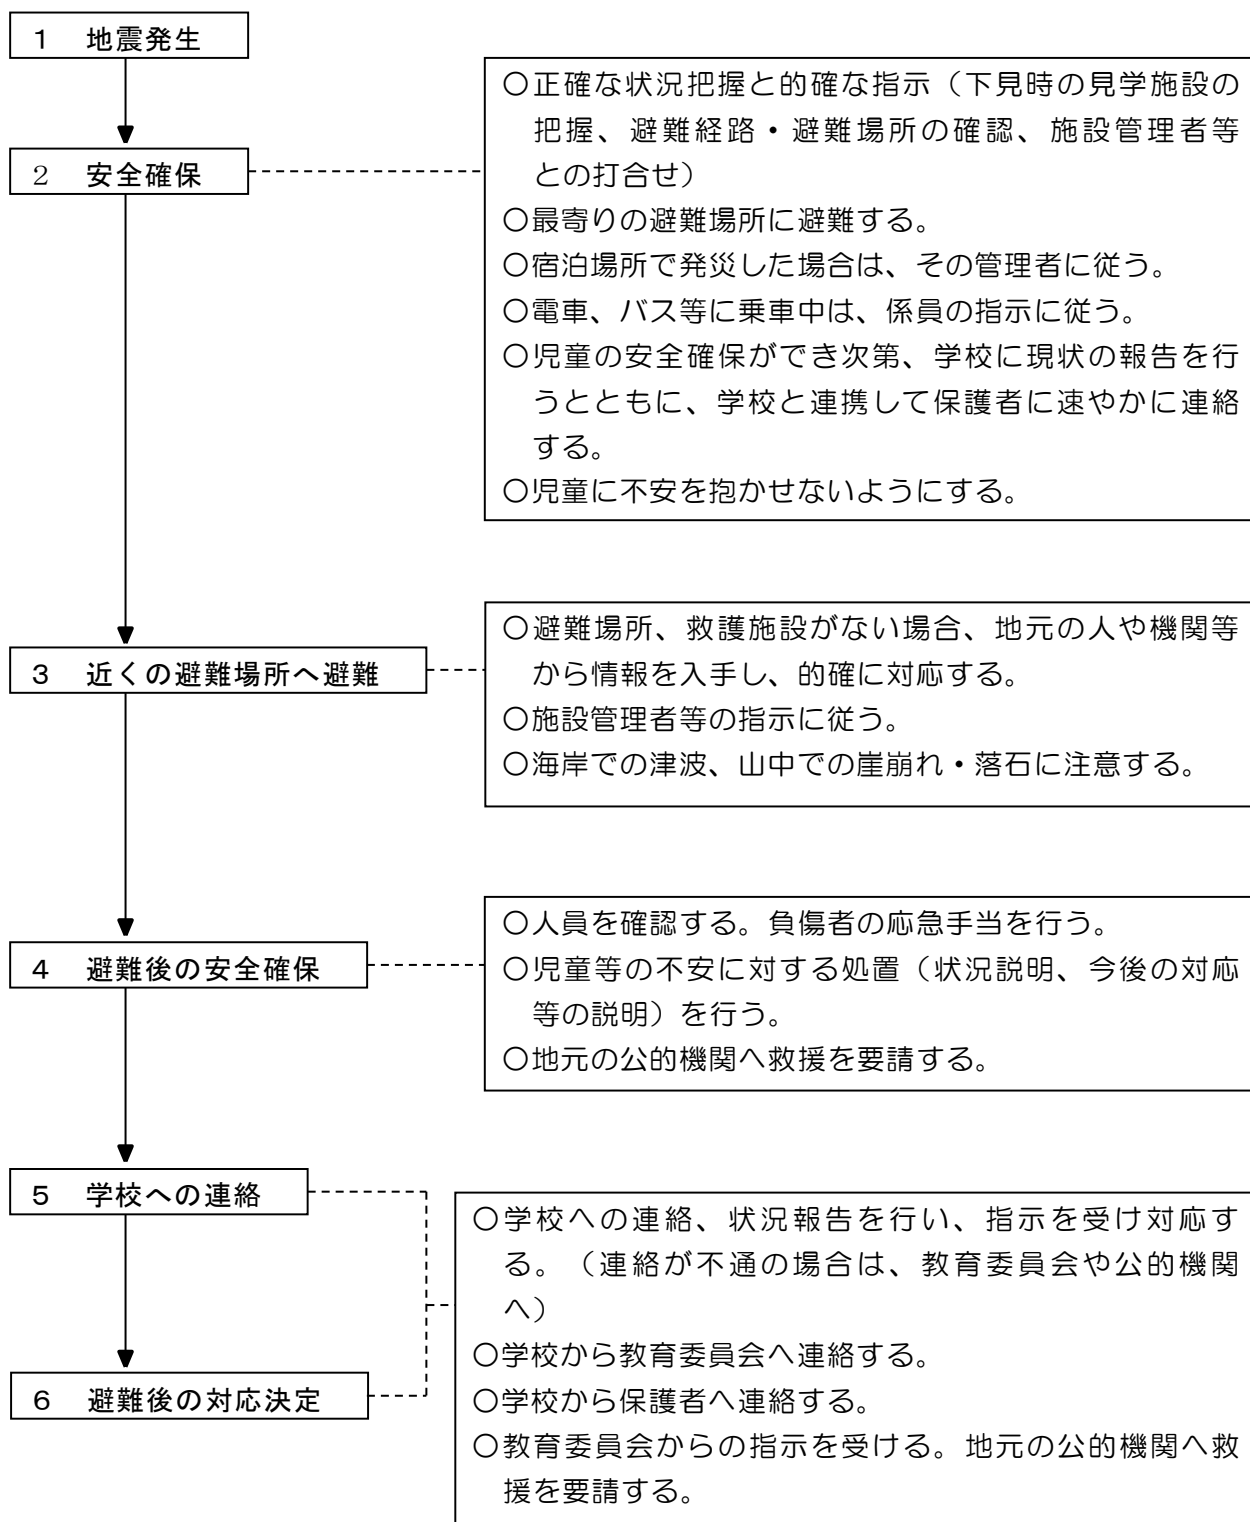 １　地震発生
２　安全確保
〇正確な状況把握と的確な指示（下見時の見学施設の
把握、避難経路・避難場所の確認、施設管理者等
との打合せ）
〇最寄りの避難場所に避難する。
〇宿泊場所で発災した場合は、その管理者に従う。
〇電車、バス等に乗車中は、係員の指示に従う。
〇児童の安全確保ができ次第、学校に現状の報告を行
うとともに、学校と連携して保護者に速やかに連絡
する。
〇児童に不安を抱かせないようにする。
３　近くの避難場所へ避難
〇避難場所、救護施設がない場合、地元の人や機関等
から情報を入手し、的確に対応する。
〇施設管理者等の指示に従う。
〇海岸での津波、山中での崖崩れ・落石に注意する。
４　避難後の安全確保
〇人員を確認する。負傷者の応急手当を行う。
〇児童等の不安に対する処置（状況説明、今後の対応
等の説明）を行う。
〇地元の公的機関へ救援を要請する。
５　学校への連絡
６　避難後の対応決定
〇学校への連絡、状況報告を行い、指示を受け対応す
る。（連絡が不通の場合は、教育委員会や公的機関
へ）
〇学校から教育委員会へ連絡する。
〇学校から保護者へ連絡する。
〇教育委員会からの指示を受ける。地元の公的機関へ救
援を要請する。